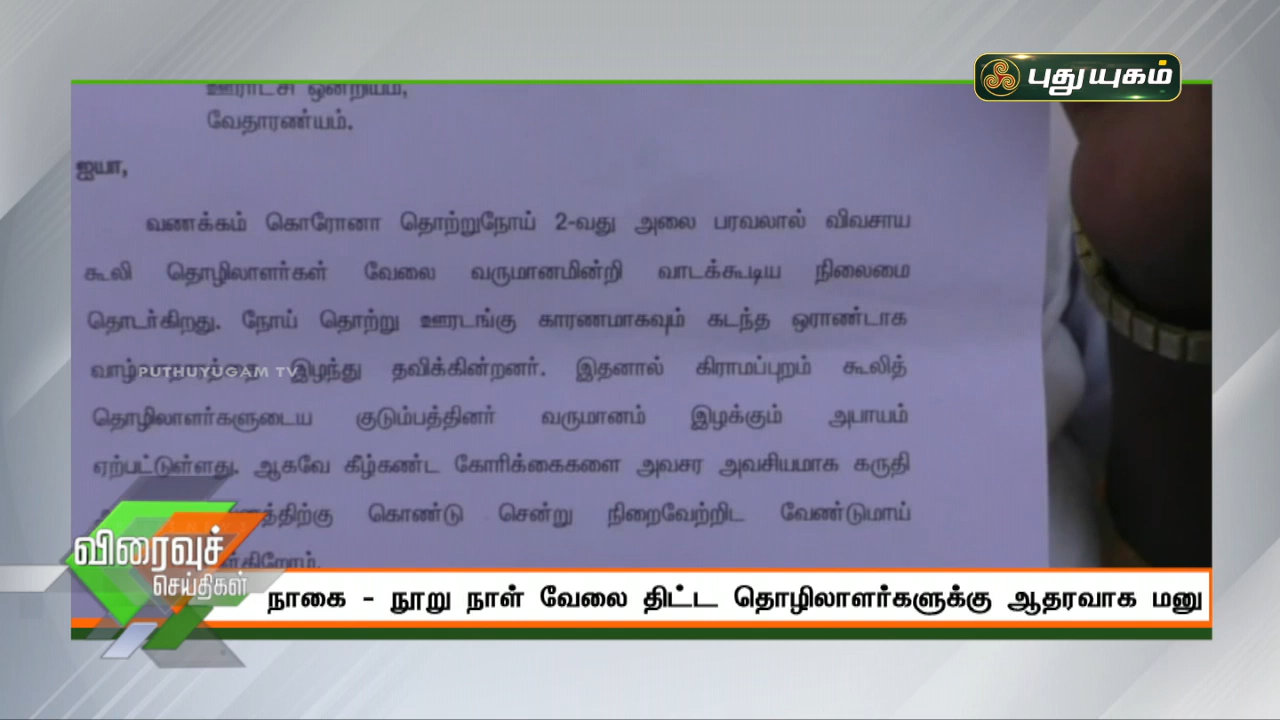 புதுயுகம்
ஊராட்சி ஒன்றியம்,
வேதாரண்யம்.
ஐயா,
வணக்கம் கொரோனா தொற்றுநோய் 2-வது அலை பரவலால் விவசாய
கூலி தொழிலாளர்கள் வேலை வருமானமின்றி வாடக்கூடிய நிலைமை
தொடர்கிறது. நோய் தொற்று ஊரடங்கு காரணமாகவும் கடந்த ஓராண்டாக
இழந்து தவிக்கின்றனர். இதனால் கிராமப்புறம் கூலித்
PUTHUYUGAM TV
தொழிலாளர்களுடைய குடும்பத்தினர் வருமானம் இழக்கும் அபாயம்
ஏற்பட்டுள்ளது. ஆகவே கீழ்கண்ட கோரிக்கைகளை அவசர அவசியமாக கருதி
கொண்டு சென்று நிறைவேற்றிட வேண்டுமாய்
விரைவுச்
செய்திகள்
நாகை - நூறு நாள் வேலை திட்ட தொழிலாளர்களுக்கு ஆதரவாக மனு